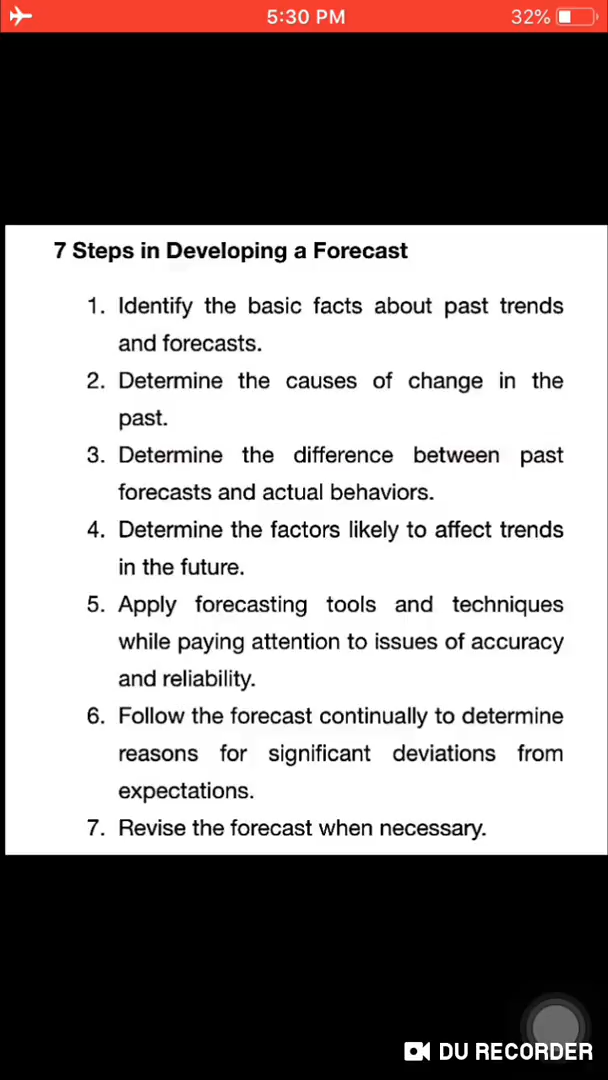 5:30 PM
32%
7 Steps in Developing a Forecast
1. Identify the basic facts about past trends
and forecasts.
2. Determine the causes of change in the
past.
3. Determine the difference between past
forecasts and actual behaviors.
4. Determine the factors likely to affect trends
in the future.
5. Apply forecasting tools and techniques
while paying attention to issues of accuracy
and reliability.
6. Follow the forecast continually to determine
reasons for significant deviations from
expectations.
7. Revise the forecast when necessary.
DU RECORDER